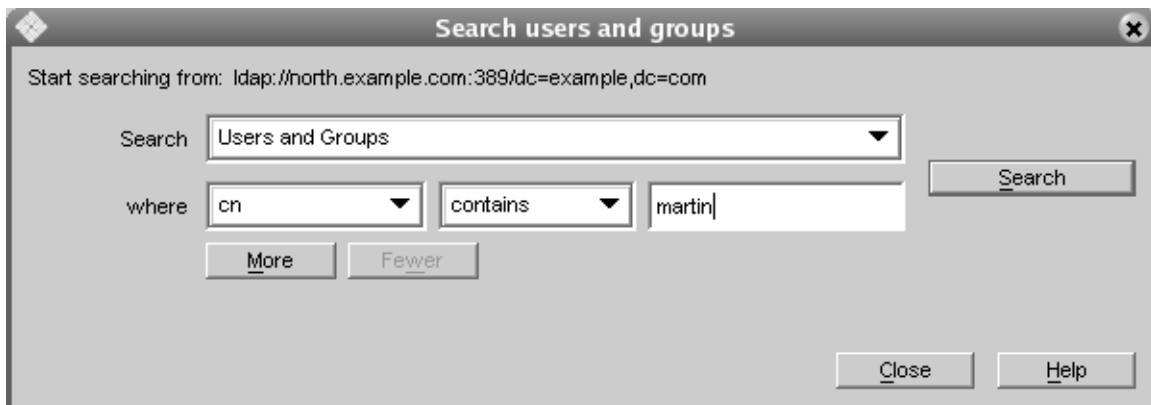 Search users and groups
Start searching from: ldap://north.example.com:389/dc=example,dc=com
Search Users and Groups
Search
where cn contains martin
More Fewer
Close Help